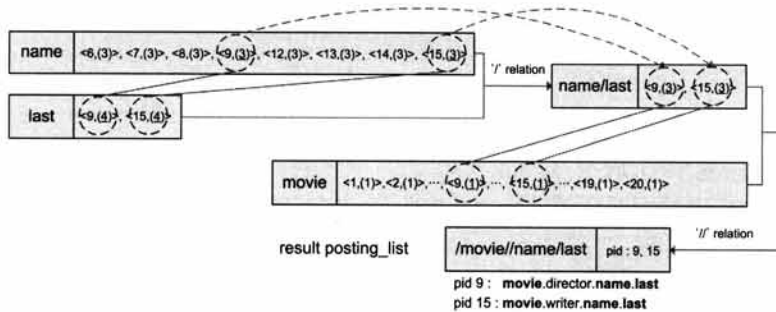 name <6,(3)>, <7,(3)>, <8,(3)>, <9,(3)>, <12,(3)>, <13,(3)>, <14,(3)>, <15,(3)>
'/' relation
name/last <9,(3)>, <15,(3)>
last <9,(4)>, <15,(4)>
movie <1,(1)>, <2,(1)>, ···, <9,(1)>, ···, <15,(1)>, ···, <19,(1)>, <20,(1)>
result posting_list /movie//name/last pid : 9, 15
'//' relation
pid 9 : movie.director.name.last
pid 15 : movie.writer.name.last